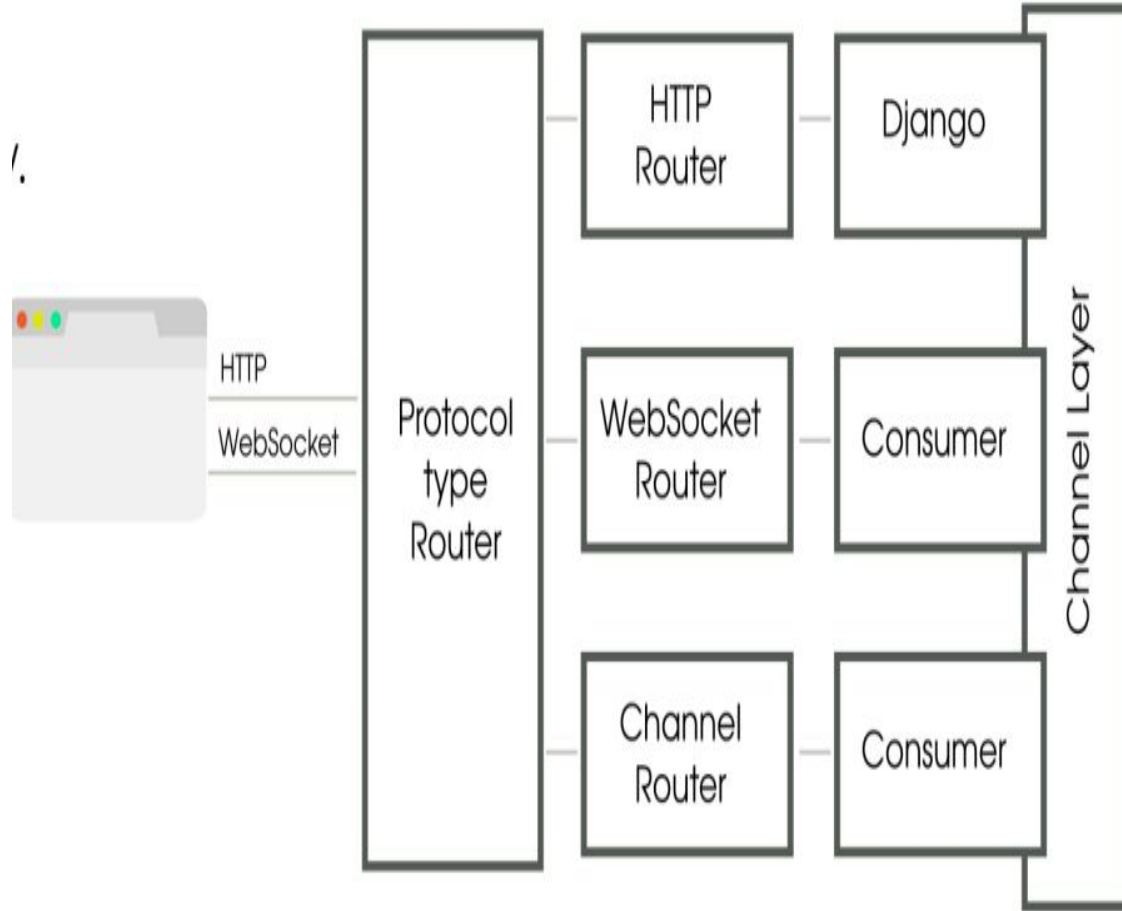 HTTP
Router
Django
HTTP
WebSocket
Protocol
type
Router
WebSocket
Router
Consumer
Channel
Router
Consumer
Channel Layer